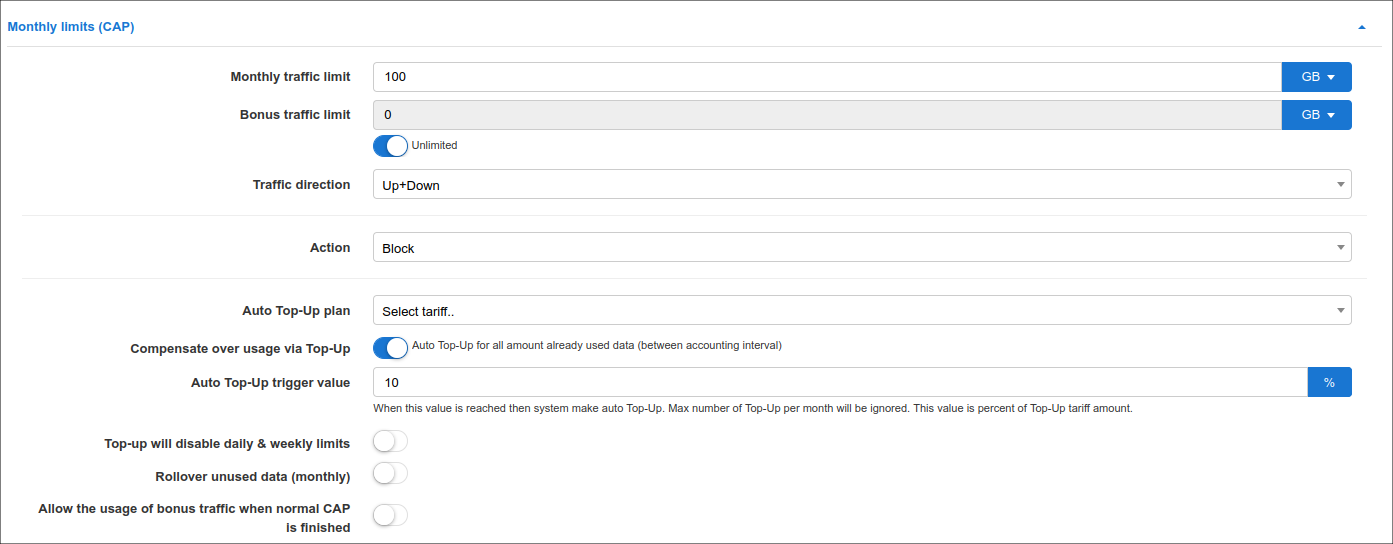 Monthly limits (CAP)
Monthly traffic limit 100 GB
Bonus traffic limit 0 GB
Unlimited
Traffic direction Up+Down
Action Block
Auto Top-Up plan Select tariff..
Compensate over usage via Top-Up Auto Top-Up for all amount already used data (between accounting interval)
Auto Top-Up trigger value 10 %
When this value is reached then system make auto Top-Up. Max number of Top-Up per month will be ignored. This value is percent of Top-Up tariff amount.
Top-up will disable daily & weekly limits
Rollover unused data (monthly)
Allow the usage of bonus traffic when normal CAP
is finished